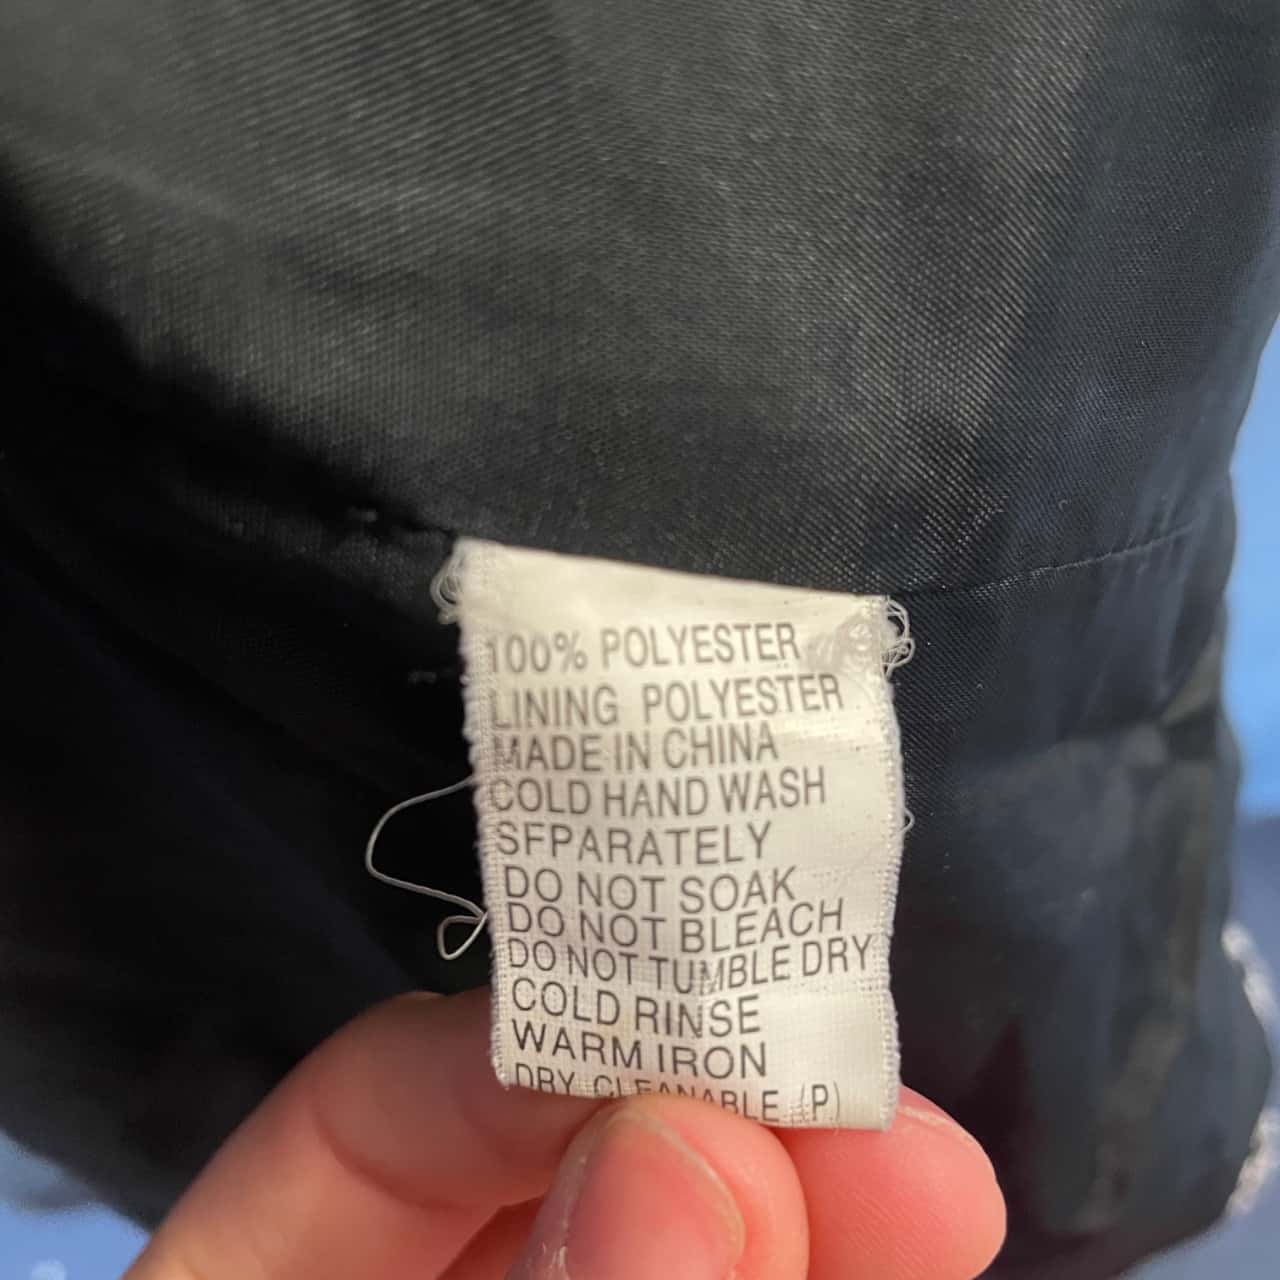 100% POLYESTER
LINING POLYESTER
MADE IN CHINA
COLD HAND WASH
SFPARATELY
DO NOT SOAK
DO NOT BLEACH
DO NOT TUMBLE DRY
COLD RINSE
WARM IRON
DRY CLEANABLE (P)